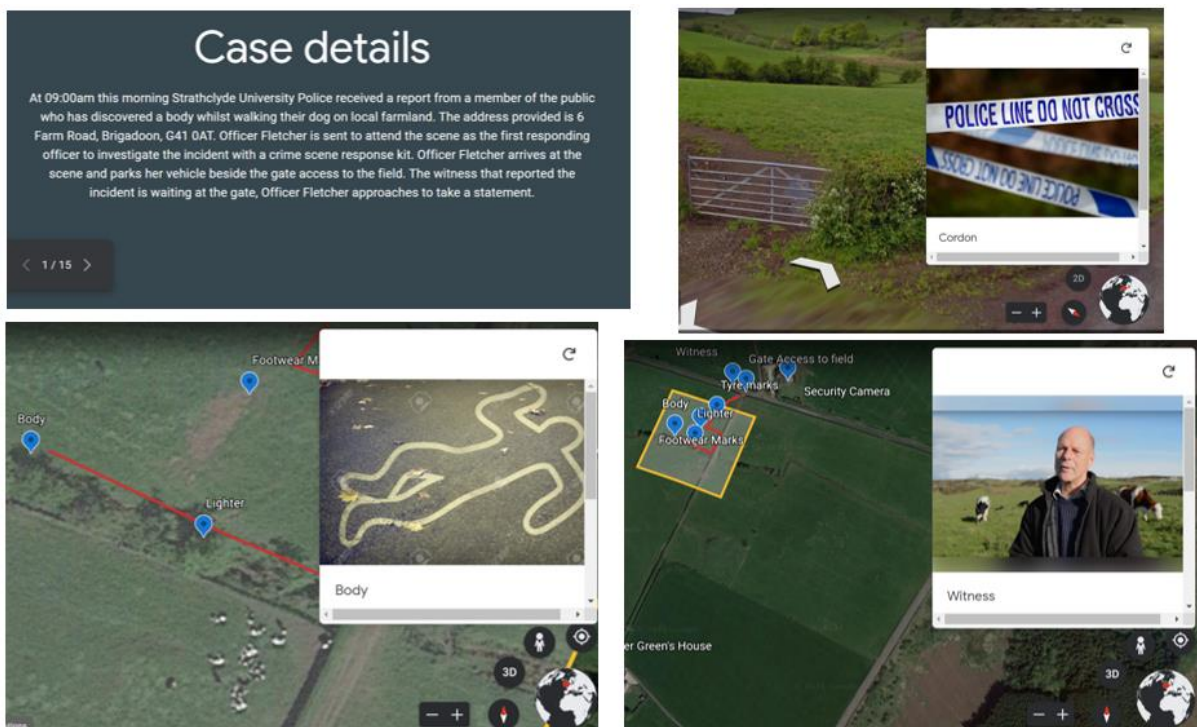 Case details
At 09:00am this morning Strathclyde University Police received a report from a member of the public
who has discovered a body whilst walking their dog on local farmland. The address provided is 6
Farm Road, Brigadoon, G41 0AT. Officer Fletcher is sent to attend the scene as the first responding
officer to investigate the incident with a crime scene response kit. Officer Fletcher arrives at the
scene and parks her vehicle beside the gate access to the field. The witness that reported the
incident is waiting at the gate, Officer Fletcher approaches to take a statement.
1 / 15
POLICE LINE DO NOT CROSS
Cordon
2D
Footwear M
Body
Lighter
Body
3D
Witness
Gate Access to field
Tyre marks
Security Camera
Body
Lighter
Footwear Marks
Witness
er Green's House
3D